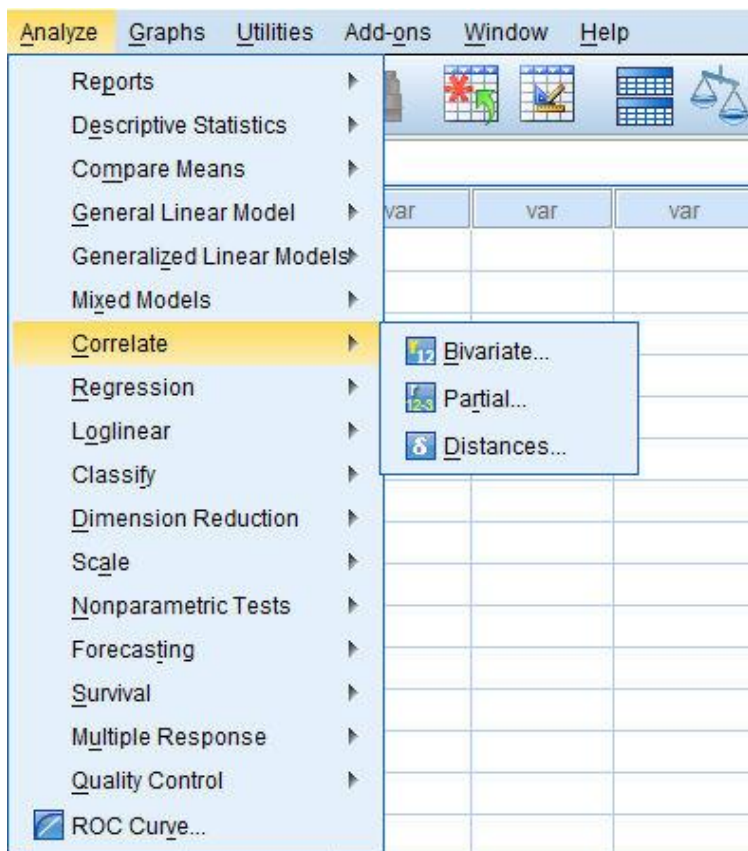 Analyze Graphs Utilities Add-ons Window Help
Reports
Descriptive Statistics
Compare Means
General Linear Model
var var var
Generalized Linear Models
Mixed Models
Correlate
Bivariate...
Partial...
Distances...
Regression
Loglinear
Classify
Dimension Reduction
Scale
Nonparametric Tests
Forecasting
Survival
Multiple Response
Quality Control
ROC Curve...